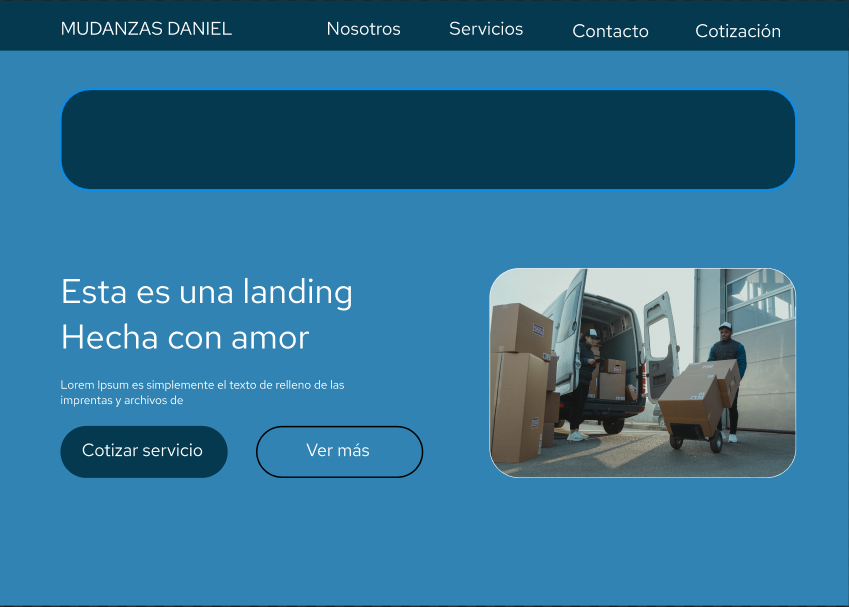 MUDANZAS DANIEL
Nosotros
Servicios
Contacto
Cotización
Esta es una landing
Hecha con amor
Lorem Ipsum es simplemente el texto de relleno de las
imprentas y archivos de
Cotizar servicio
Ver más